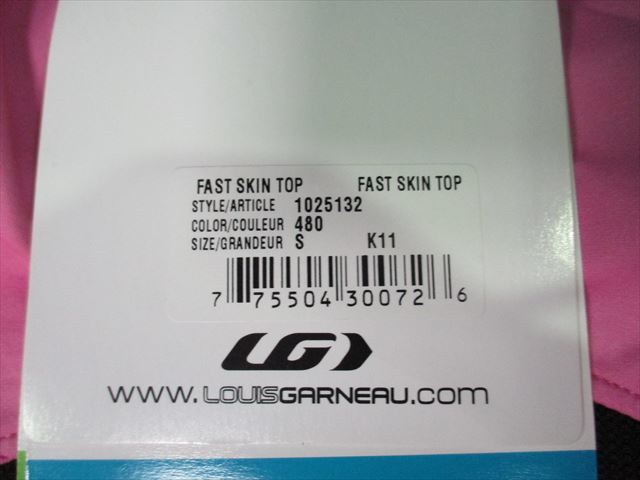 FAST SKIN TOP FAST SKIN TOP
STYLE/ARTICLE 1025132
COLOR/COULEUR 480
SIZE/GRANDEUR S K11
7 75504 30072 6
LG
www.LOUISGARNEAU.com